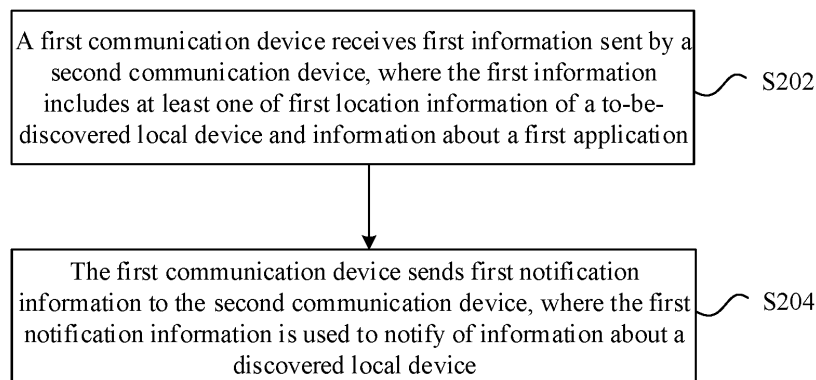 A first communication device receives first information sent by a
second communication device, where the first information
includes at least one of first location information of a to-be-
discovered local device and information about a first application
S202
The first communication device sends first notification
information to the second communication device, where the first
notification information is used to notify of information about a
discovered local device
S204